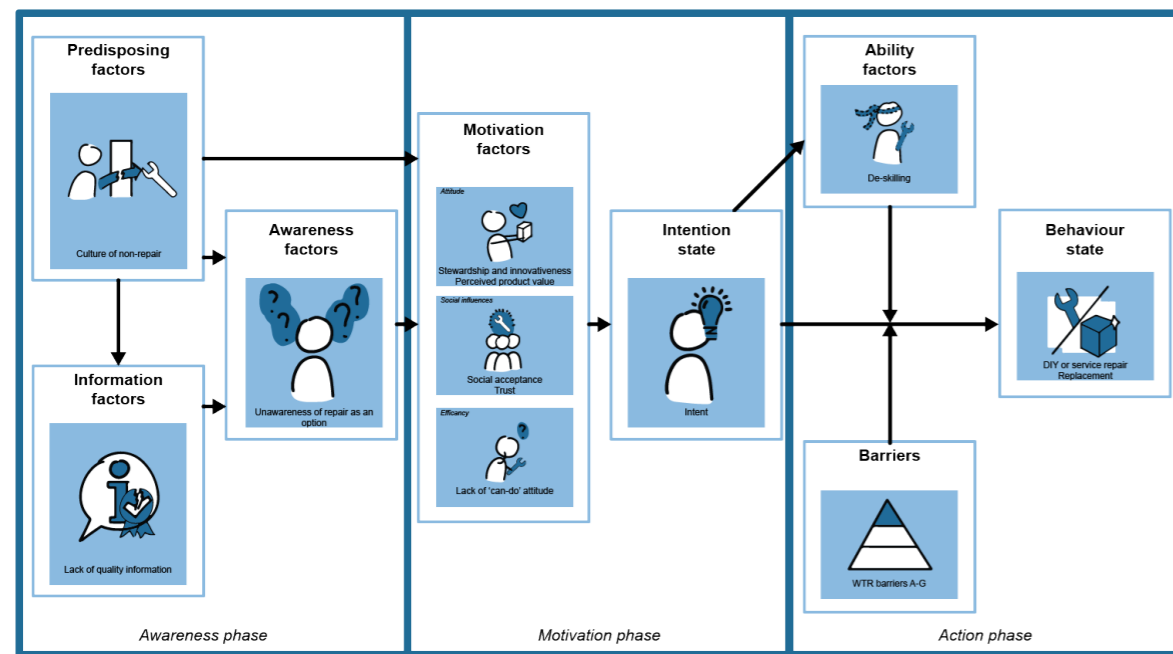 Predisposing
factors
Culture of non-repair
Information
factors
Lack of quality information
Awareness
factors
Unawareness of repair as an
option
Awareness phase
Motivation
factors
Attitude
Stewardship and innovativeness
Perceived product value
Social influences
Social acceptance
Trust
Efficancy
Lack of 'can-do' attitude
Intention
state
Intent
Motivation phase
Ability
factors
De-skilling
Barriers
WTR barriers A-G
Behaviour
state
DIY or service repair
Replacement
Action phase